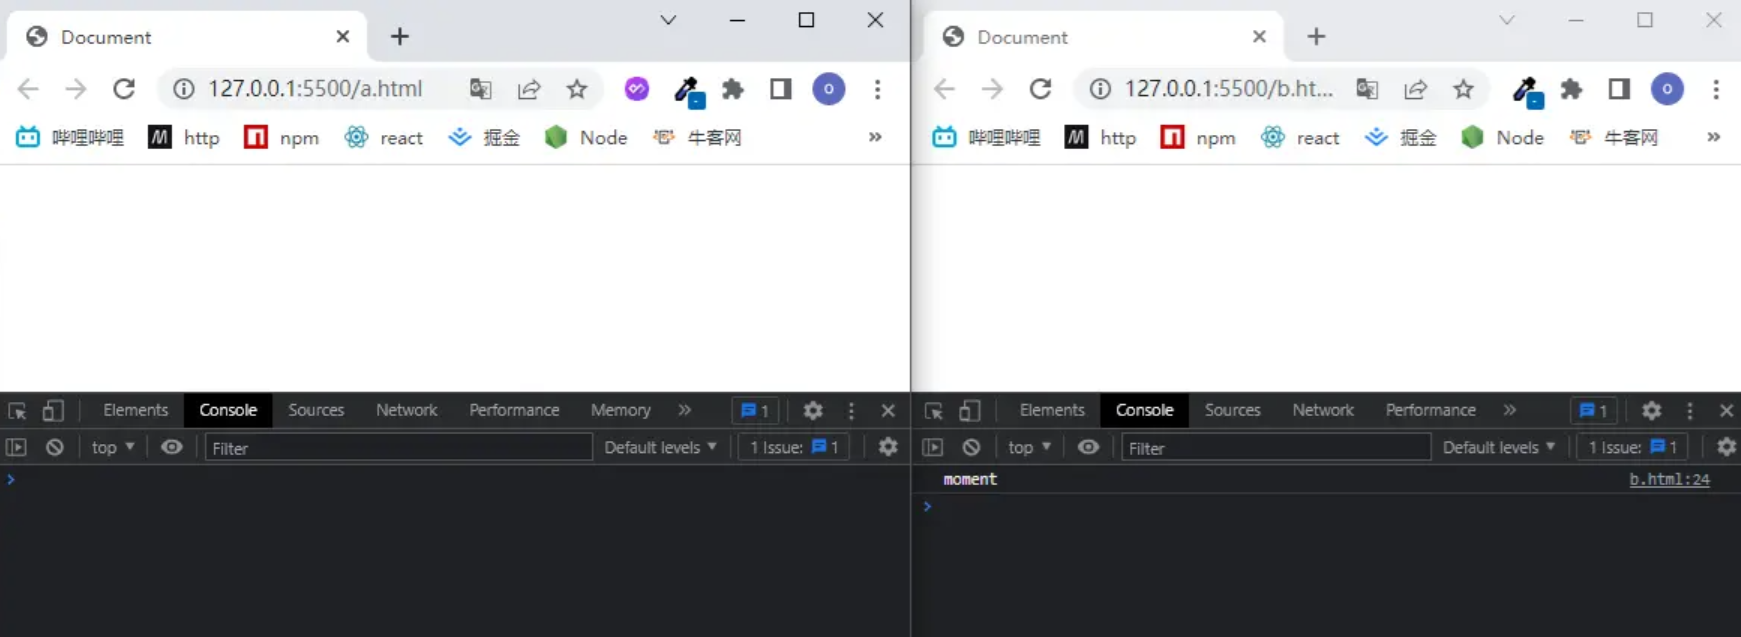 Document
127.0.0.1:5500/a.html
哔哩哔哩 http npm react 掘金 Node 牛客网 »
Elements Console Sources Network Performance Memory » 1
top Filter Default levels 1 Issue: 1
Document
127.0.0.1:5500/b.ht...
哔哩哔哩 http npm react 掘金 Node 牛客网 »
Elements Console Sources Network Performance » 1
top Filter Default levels 1 Issue: 1
moment b.html:24